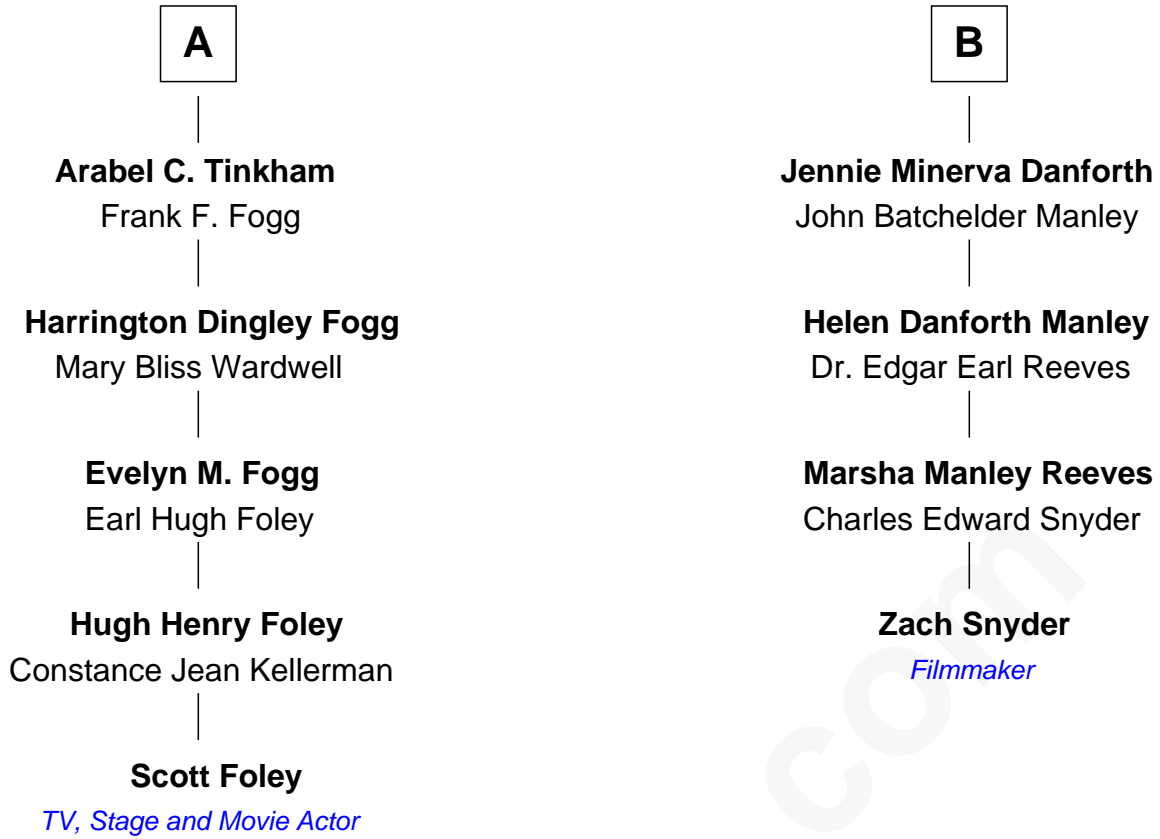 A
Arabel C. Tinkham
Frank F. Fogg
Harrington Dingley Fogg
Mary Bliss Wardwell
Evelyn M. Fogg
Earl Hugh Foley
Hugh Henry Foley
Constance Jean Kellerman
Scott Foley
TV, Stage and Movie Actor
B
Jennie Minerva Danforth
John Batchelder Manley
Helen Danforth Manley
Dr. Edgar Earl Reeves
Marsha Manley Reeves
Charles Edward Snyder
Zach Snyder
Filmmaker
com